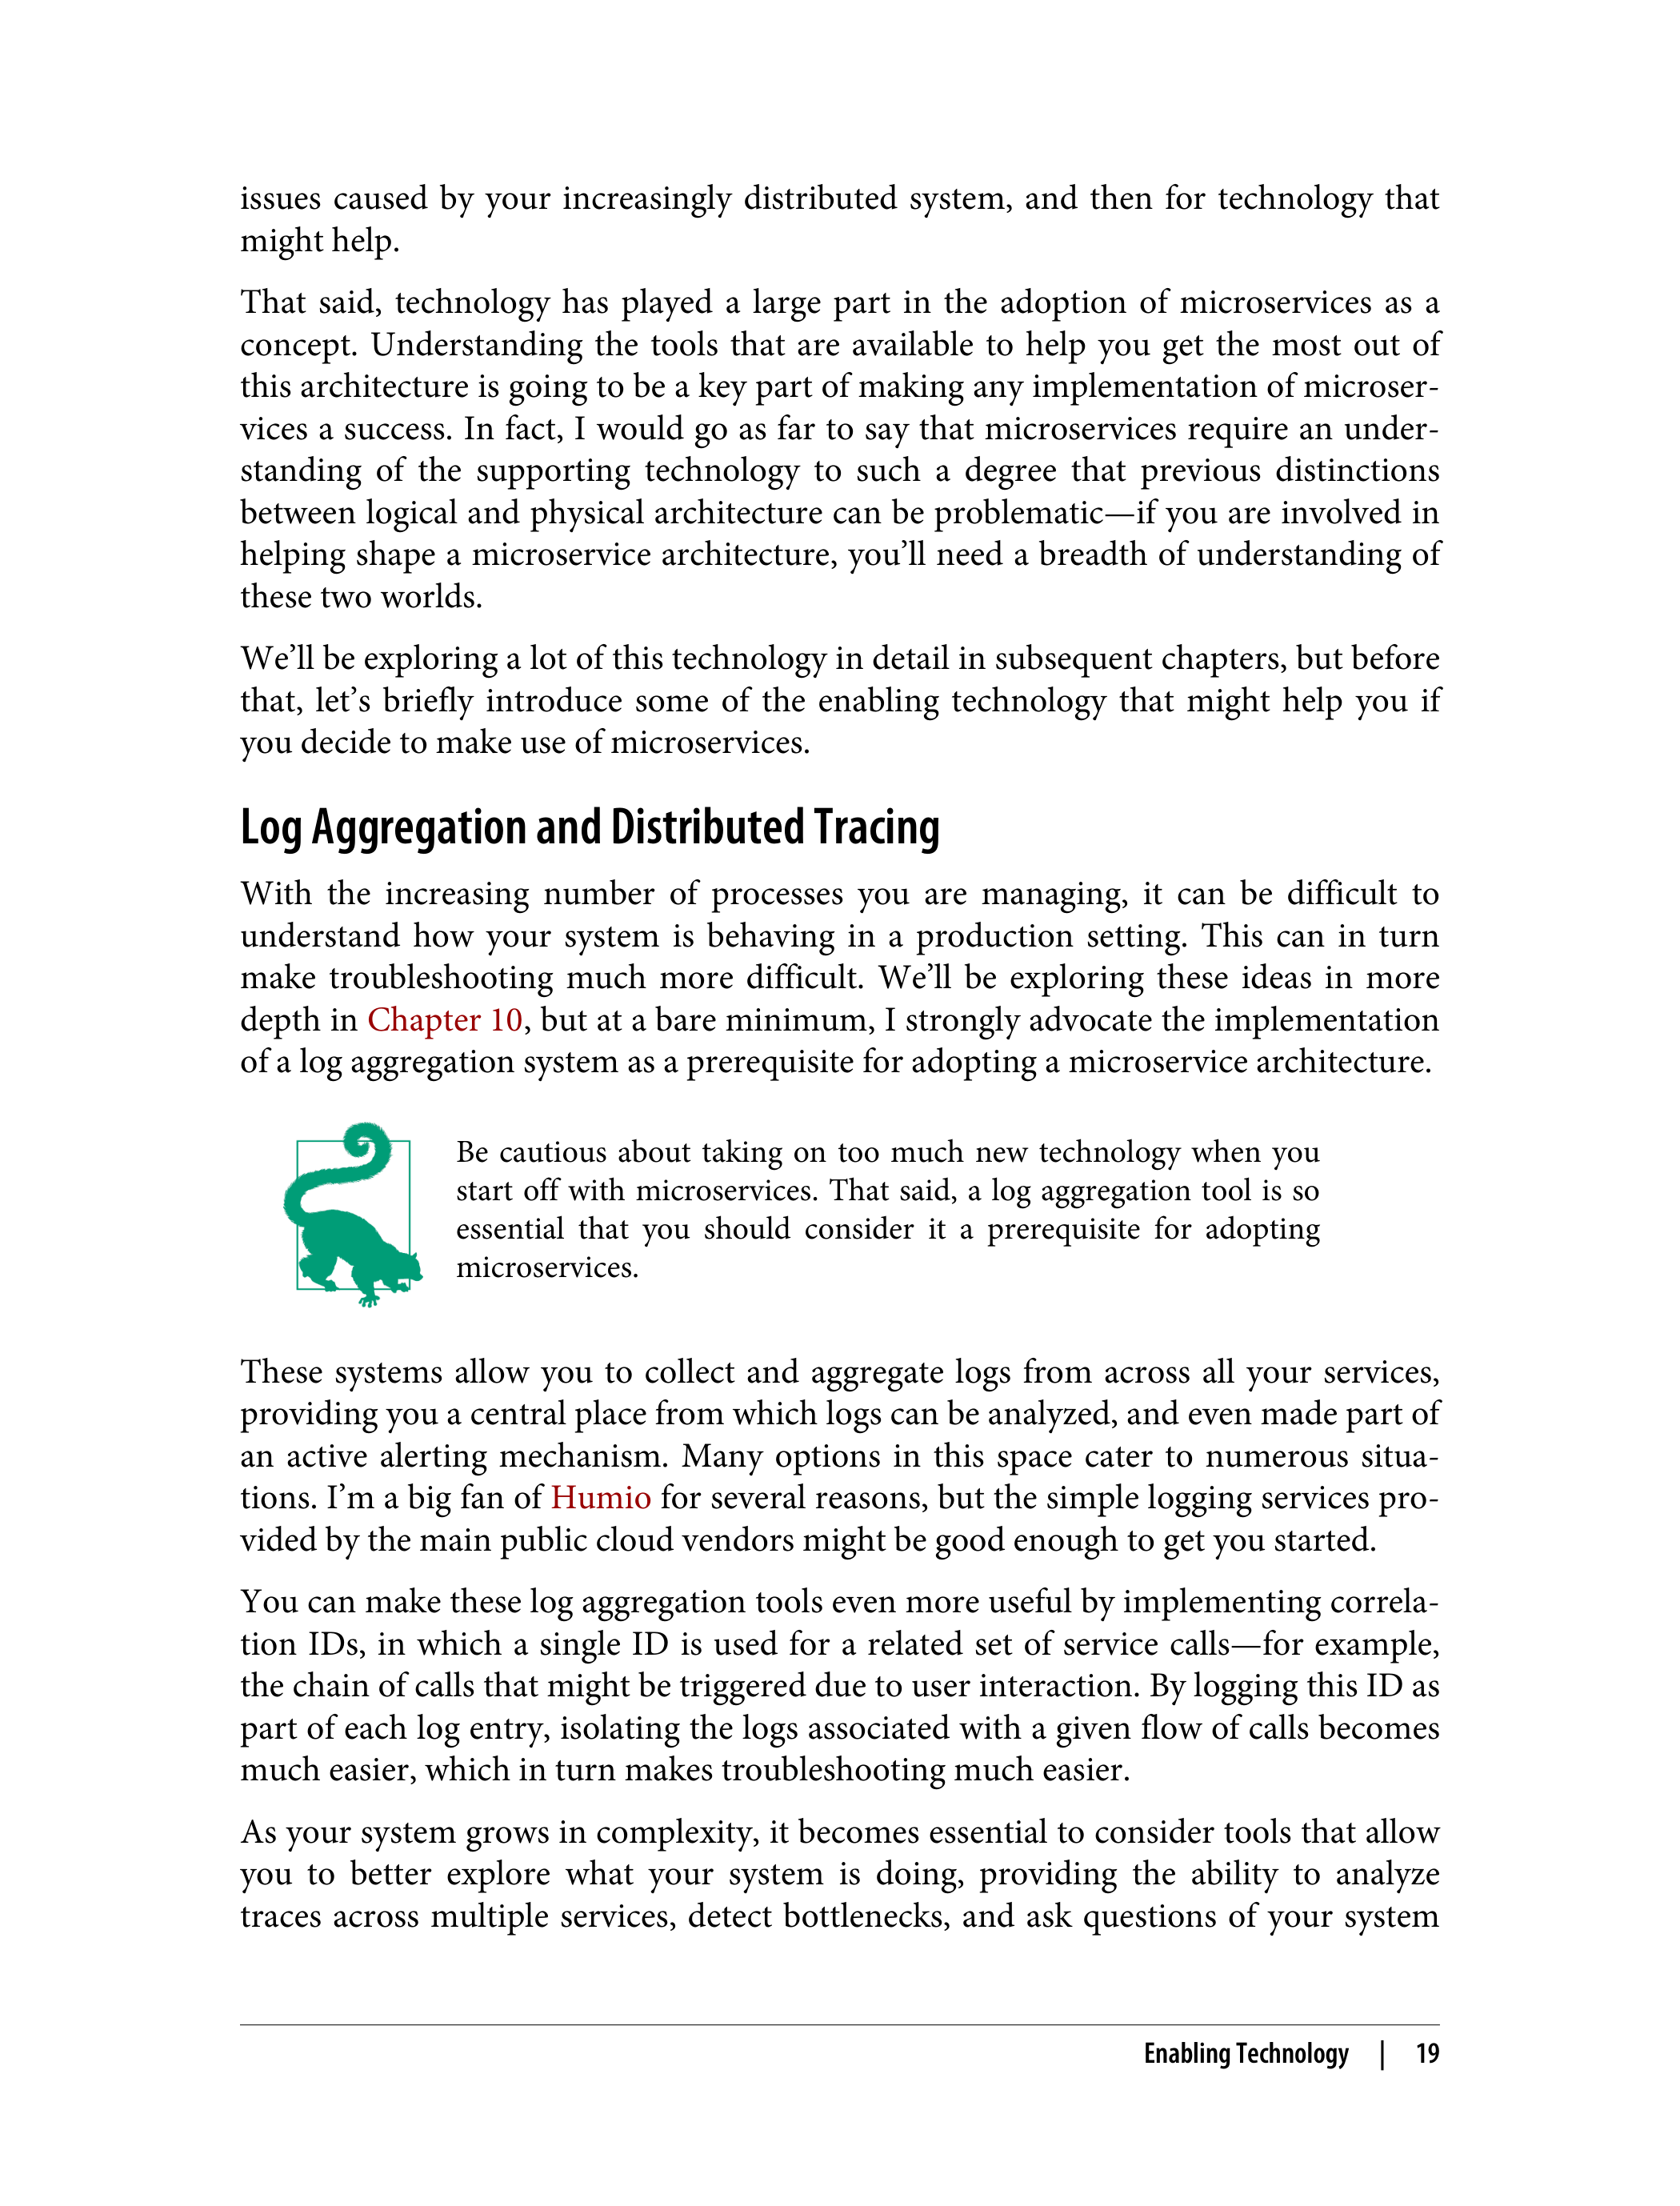 issues caused by your increasingly distributed system, and then for technology that
might help.
That said, technology has played a large part in the adoption of microservices as a
concept. Understanding the tools that are available to help you get the most out of
this architecture is going to be a key part of making any implementation of microser-
vices a success. In fact, I would go as far to say that microservices require an under-
standing of the supporting technology to such a degree that previous distinctions
between logical and physical architecture can be problematic—if you are involved in
helping shape a microservice architecture, you’ll need a breadth of understanding of
these two worlds.
We’ll be exploring a lot of this technology in detail in subsequent chapters, but before
that, let’s briefly introduce some of the enabling technology that might help you if
you decide to make use of microservices.
Log Aggregation and Distributed Tracing
With the increasing number of processes you are managing, it can be difficult to
understand how your system is behaving in a production setting. This can in turn
make troubleshooting much more difficult. We’ll be exploring these ideas in more
depth in Chapter 10, but at a bare minimum, I strongly advocate the implementation
of a log aggregation system as a prerequisite for adopting a microservice architecture.
Be cautious about taking on too much new technology when you
start off with microservices. That said, a log aggregation tool is so
essential that you should consider it a prerequisite for adopting
microservices.
These systems allow you to collect and aggregate logs from across all your services,
providing you a central place from which logs can be analyzed, and even made part of
an active alerting mechanism. Many options in this space cater to numerous situa-
tions. I’m a big fan of Humio for several reasons, but the simple logging services pro-
vided by the main public cloud vendors might be good enough to get you started.
You can make these log aggregation tools even more useful by implementing correla-
tion IDs, in which a single ID is used for a related set of service calls—for example,
the chain of calls that might be triggered due to user interaction. By logging this ID as
part of each log entry, isolating the logs associated with a given flow of calls becomes
much easier, which in turn makes troubleshooting much easier.
As your system grows in complexity, it becomes essential to consider tools that allow
you to better explore what your system is doing, providing the ability to analyze
traces across multiple services, detect bottlenecks, and ask questions of your system
Enabling Technology | 19